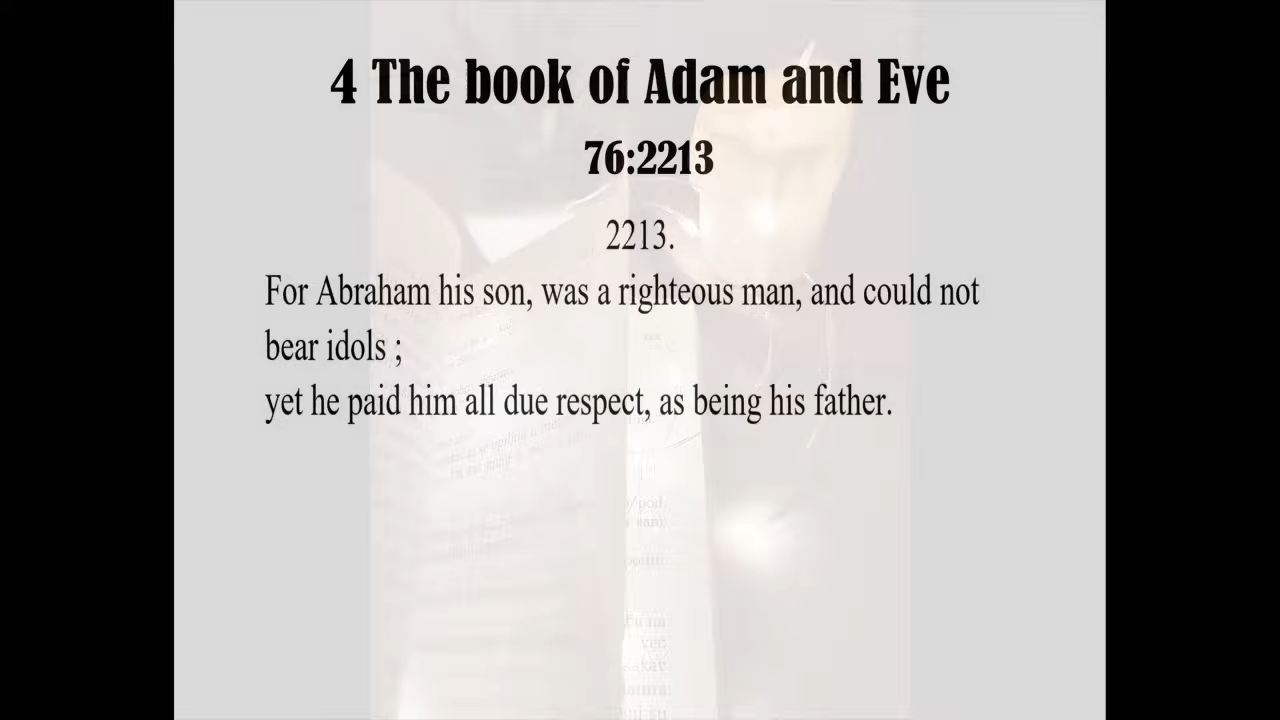 4 The book of Adam and Eve
76:2213
2213.
For Abraham his son, was a righteous man, and could not
bear idols ;
yet he paid him all due respect, as being his father.